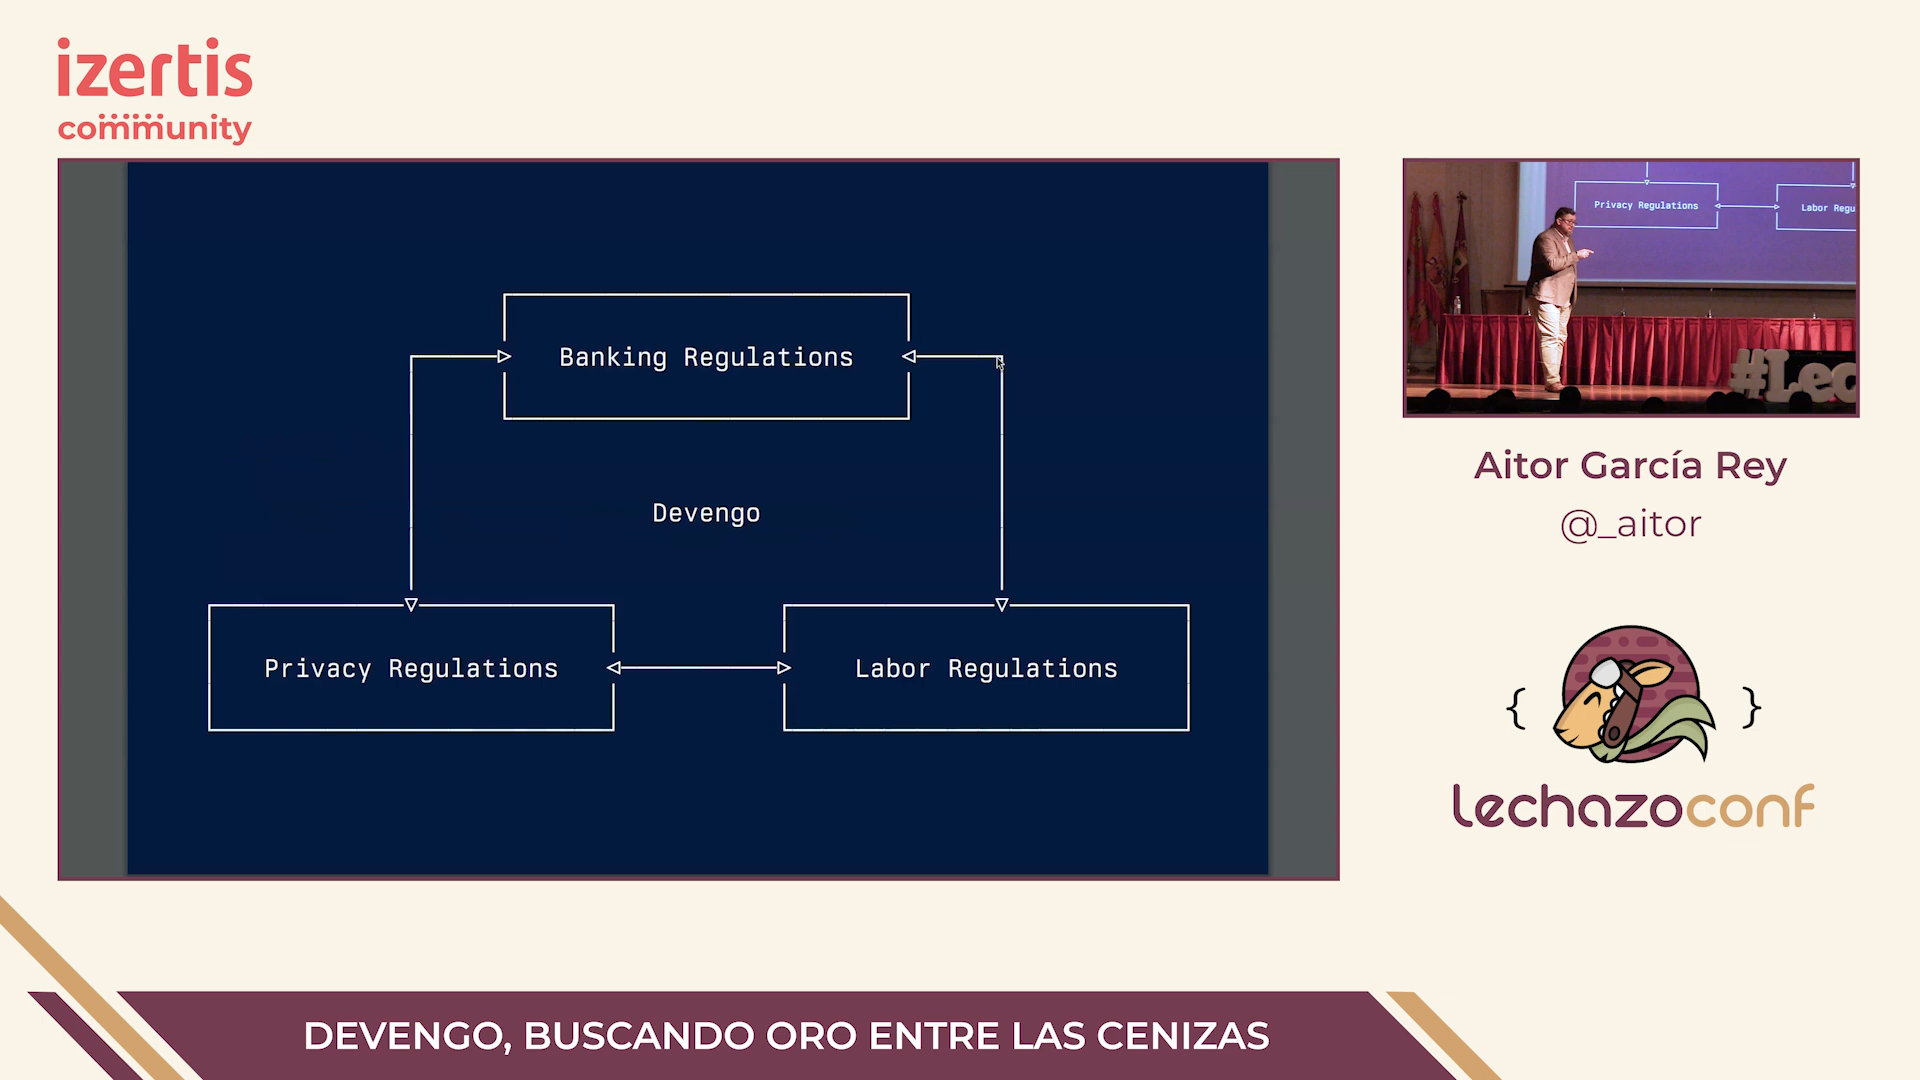 izertis
community
Banking Regulations
Devengo
Privacy Regulations
Labor Regulations
Privacy Regulations
Labor Regu
#Lec
Aitor García Rey
@_aitor
{ }
lechazoconf
DEVENGO, BUSCANDO ORO ENTRE LAS CENIZAS